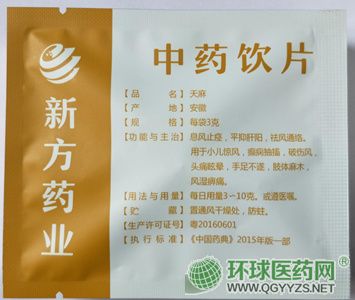 中药饮片
新方药业
【品名】天麻
【产地】安徽
【规格】每袋3克
【功能与主治】息风止痉，平抑肝阳，祛风通络。
用于小儿惊风，癫痫抽搐，破伤风，
头痛眩晕，手足不遂，肢体麻木，
风湿痹痛。
【用法与用量】每日用量3～10克。或遵医嘱。
【贮藏】置通风干燥处，防蛀。
【生产许可证号】粤20160601
【执行标准】《中国药典》2015年版一部
环球医药网
WWW.QGYYZS.NET